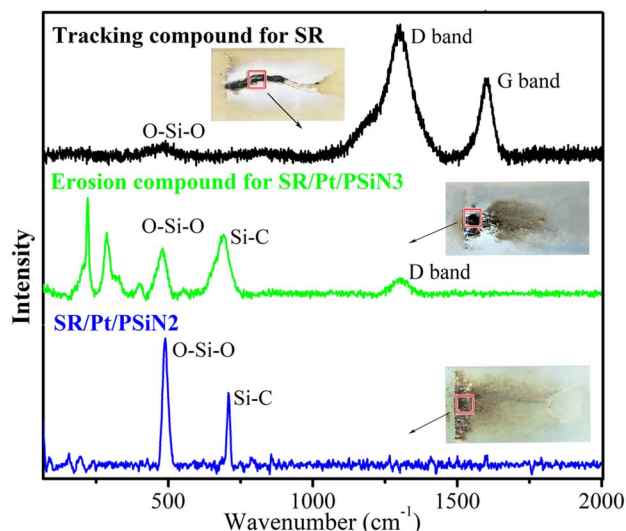 Tracking compound for SR
D band
G band
O-Si-O
Erosion compound for SR/Pt/PSiN3
O-Si-O
Si-C
D band
SR/Pt/PSiN2
O-Si-O
Si-C
Intensity
500
1000
1500
2000
Wavenumber (cm⁻¹)